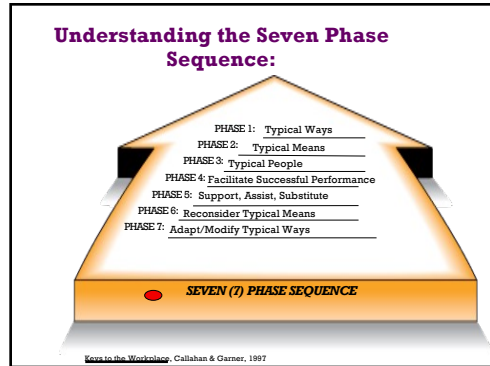 Understanding the Seven Phase
Sequence:
PHASE 1: Typical Ways
PHASE 2: Typical Means
PHASE 3: Typical People
PHASE 4: Facilitate Successful Performance
PHASE 5: Support, Assist, Substitute
PHASE 6: Reconsider Typical Means
PHASE 7: Adapt/Modify Typical Ways
SEVEN (7) PHASE SEQUENCE
Keys to the Workplace, Callahan & Garner, 1997